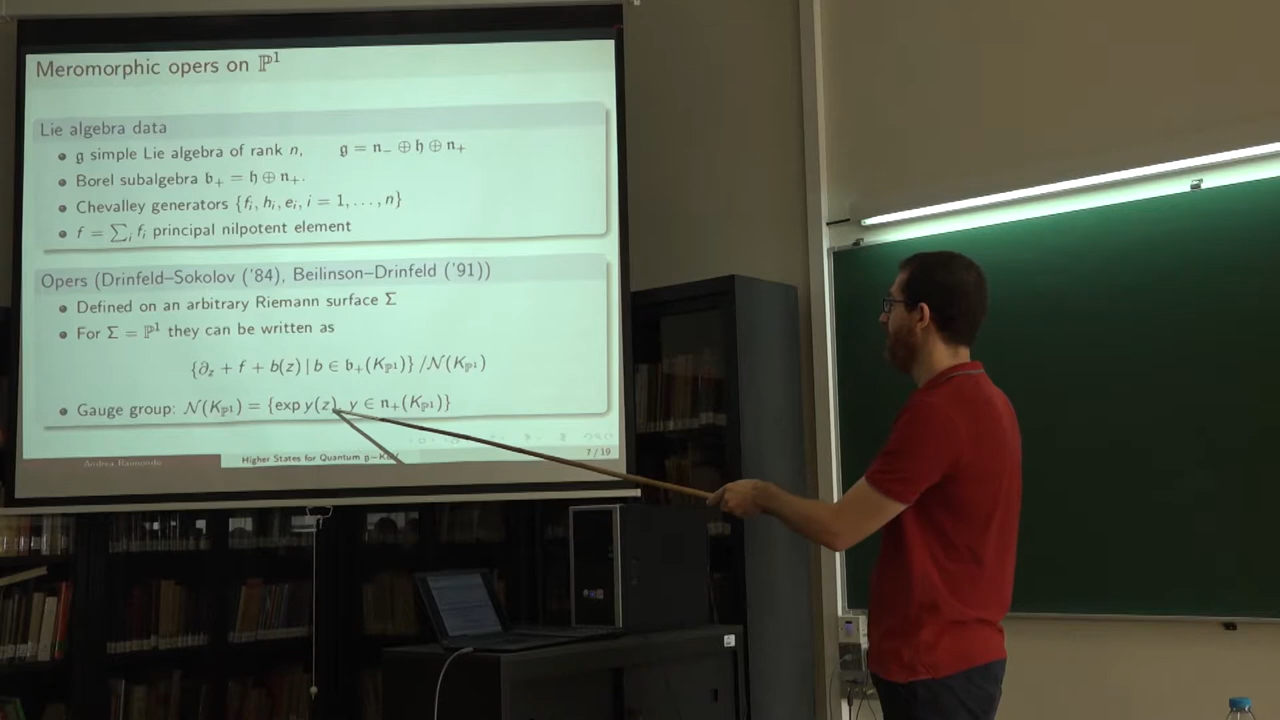 Meromorphic opers on ℙ¹
Lie algebra data
• 𝔤 simple Lie algebra of rank n, 𝔤 = 𝔫₋ ⊕ 𝔥 ⊕ 𝔫₊
• Borel subalgebra 𝔟₊ = 𝔥 ⊕ 𝔫₊.
• Chevalley generators {fᵢ, hᵢ, eᵢ, i = 1, . . . , n}
• f = ∑ᵢ fᵢ principal nilpotent element
Opers (Drinfeld–Sokolov ('84), Beilinson–Drinfeld ('91))
• Defined on an arbitrary Riemann surface Σ
• For Σ = ℙ¹ they can be written as
{∂_z + f + b(z) | b ∈ 𝔟₊(K_ℙ¹)} / 𝒩(K_ℙ¹)
• Gauge group: 𝒩(K_ℙ¹) = {exp y(z), y ∈ 𝔫₊(K_ℙ¹)}
Andrea Raimondo Higher States for Quantum 𝔤–KdV 7 / 19